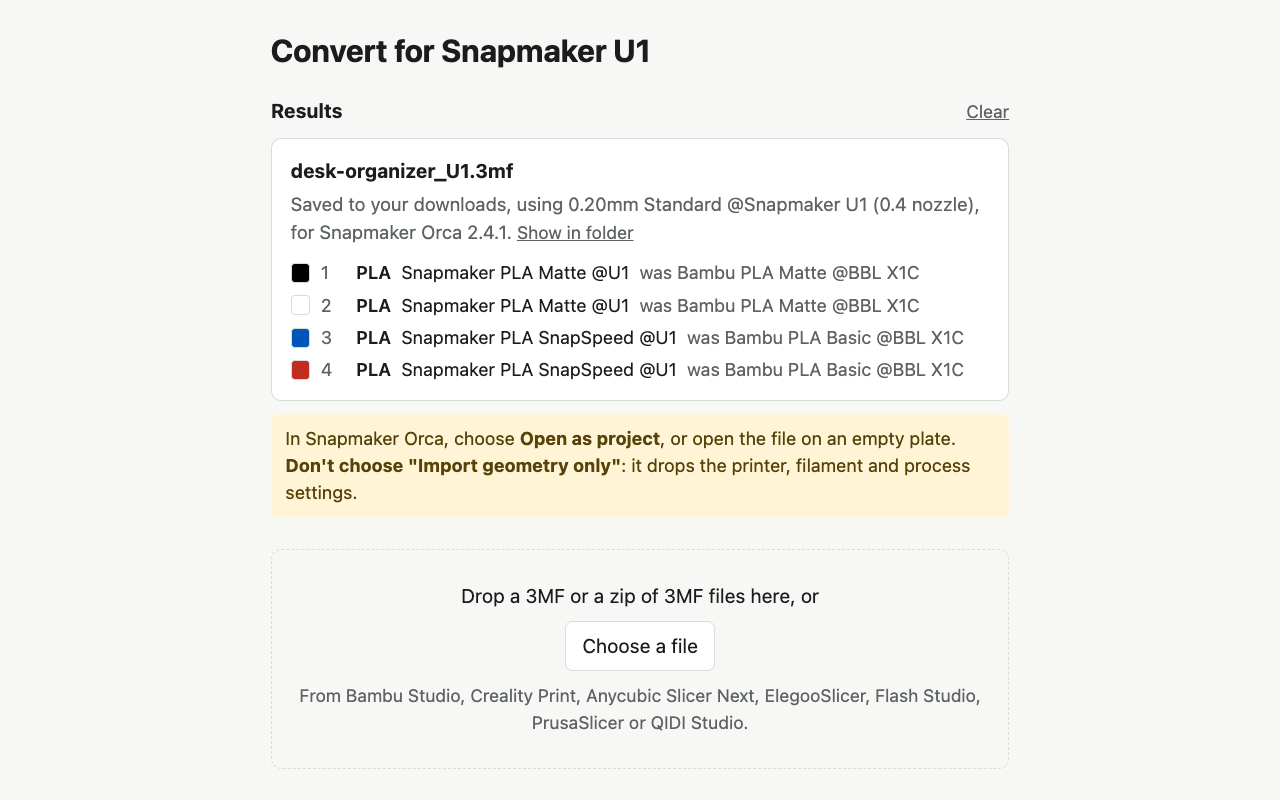 Convert for Snapmaker U1
Results
Clear
desk-organizer_U1.3mf
Saved to your downloads, using 0.20mm Standard @Snapmaker U1 (0.4 nozzle),
for Snapmaker Orca 2.4.1. Show in folder
1 PLA Snapmaker PLA Matte @U1 was Bambu PLA Matte @BBL X1C
2 PLA Snapmaker PLA Matte @U1 was Bambu PLA Matte @BBL X1C
3 PLA Snapmaker PLA SnapSpeed @U1 was Bambu PLA Basic @BBL X1C
4 PLA Snapmaker PLA SnapSpeed @U1 was Bambu PLA Basic @BBL X1C
In Snapmaker Orca, choose Open as project, or open the file on an empty plate.
Don't choose "Import geometry only": it drops the printer, filament and process
settings.
Drop a 3MF or a zip of 3MF files here, or
Choose a file
From Bambu Studio, Creality Print, Anycubic Slicer Next, ElegooSlicer, Flash Studio,
PrusaSlicer or QIDI Studio.